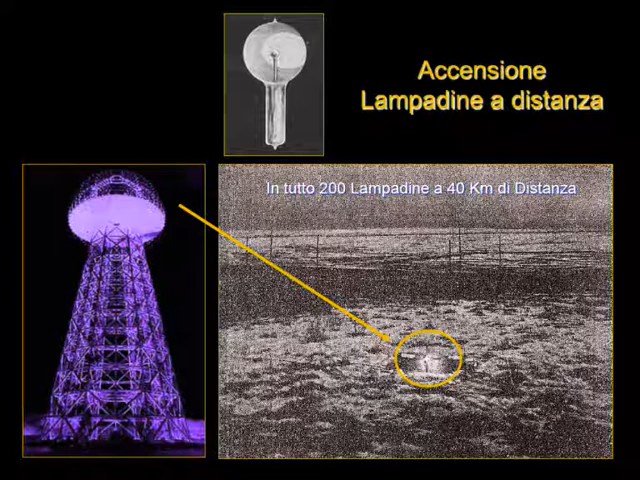 Accensione
Lampadine a distanza
In tutto 200 Lampadine a 40 Km di Distanza